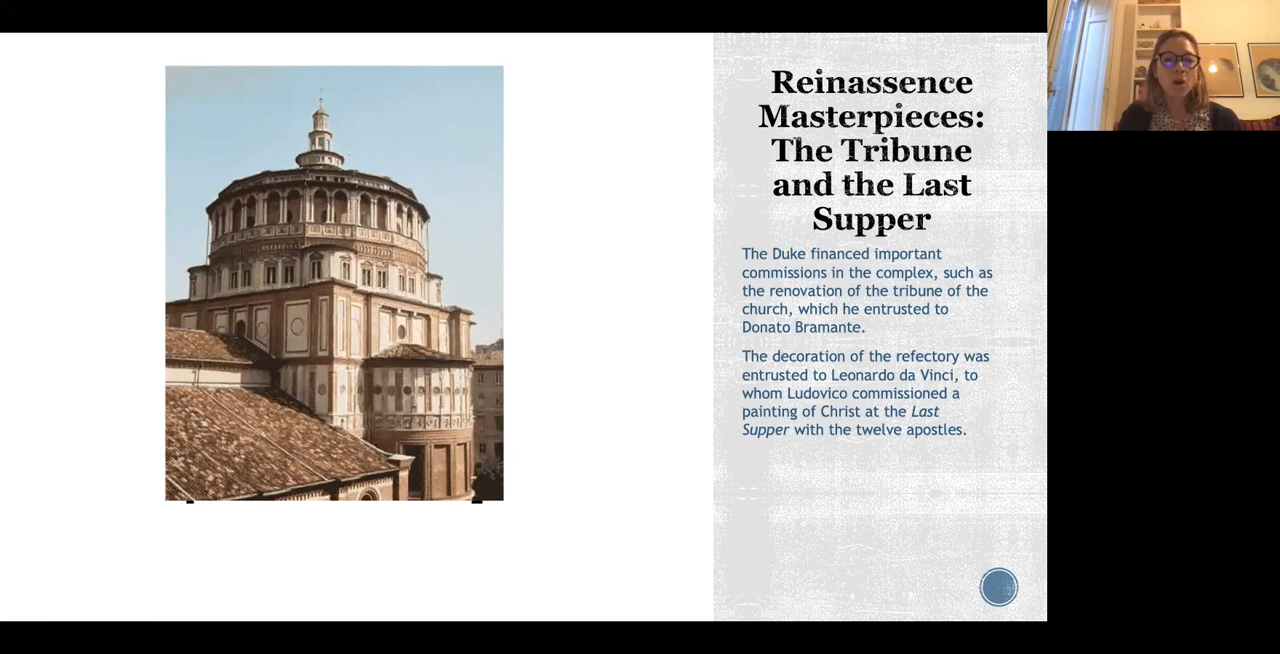 Reinassence
Masterpieces:
The Tribune
and the Last
Supper
The Duke financed important
commissions in the complex, such as
the renovation of the tribune of the
church, which he entrusted to
Donato Bramante.
The decoration of the refectory was
entrusted to Leonardo da Vinci, to
whom Ludovico commissioned a
painting of Christ at the Last
Supper with the twelve apostles.